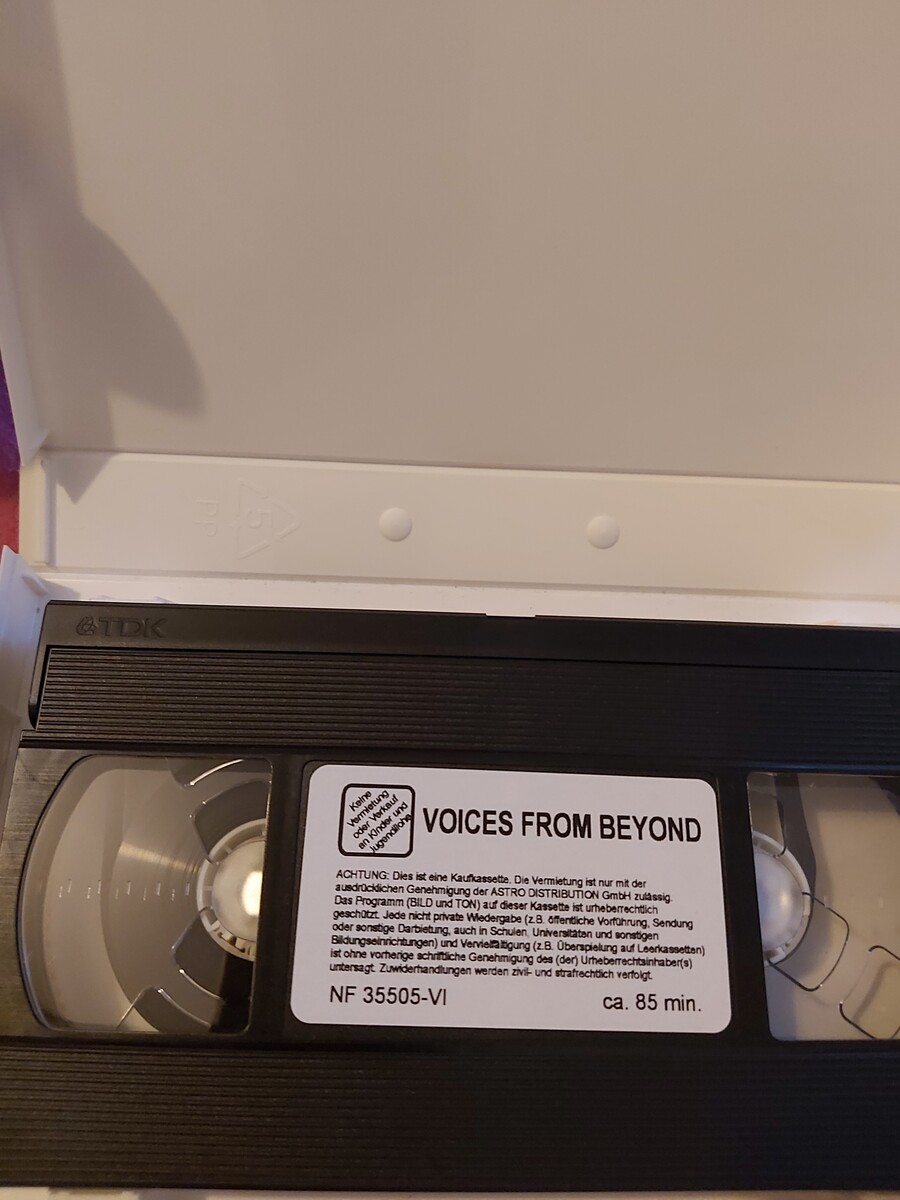 5
PP
TDK
Keine
Vermietung
oder Verkauf
an Kinder und
Jugendliche
VOICES FROM BEYOND
ACHTUNG: Dies ist eine Kaufkassette. Die Vermietung ist nur mit der
ausdrücklichen Genehmigung der ASTRO DISTRIBUTION GmbH zulässig.
Das Programm (BILD und TON) auf dieser Kassette ist urheberrechtlich
geschützt. Jede nicht private Wiedergabe (z.B. öffentliche Vorführung, Sendung
oder sonstige Darbietung, auch in Schulen, Universitäten und sonstigen
Bildungseinrichtungen) und Vervielfältigung (z.B. Überspielung auf Leerkassetten)
ist ohne vorherige schriftliche Genehmigung des (der) Urheberrechtsinhaber(s)
untersagt. Zuwiderhandlungen werden zivil- und strafrechtlich verfolgt.
NF 35505-VI
ca. 85 min.